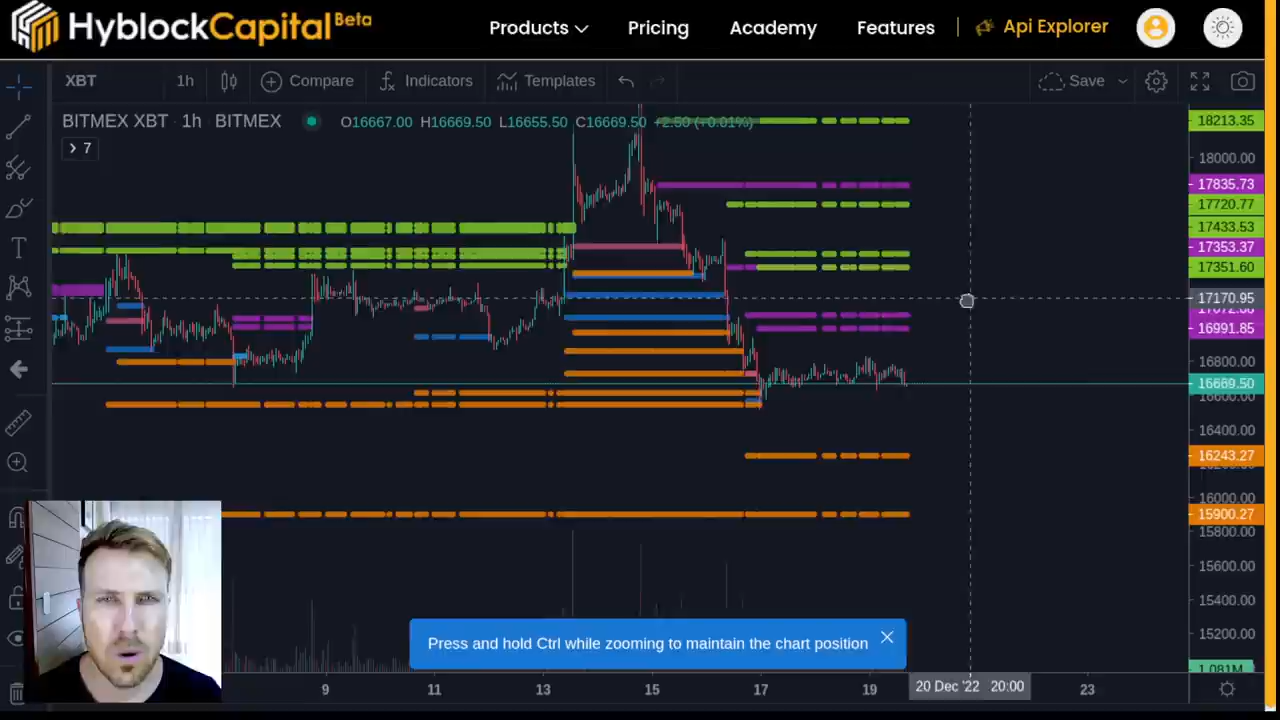 HyblockCapital Beta
Products
Pricing
Academy
Features
Api Explorer
XBT
1h
Compare
Indicators
Templates
Save
BITMEX XBT · 1h BITMEX
O16667.00 H16669.50 L16655.50 C16669.50 +2.50 (+0.01%)
7
18213.35
18000.00
17835.73
17720.77
17433.53
17353.37
17351.60
17170.95
16991.85
16800.00
16669.50
16600.00
16400.00
16243.27
16000.00
15900.27
15800.00
15600.00
15400.00
15200.00
1.081M
Press and hold Ctrl while zooming to maintain the chart position
9
11
13
15
17
19
20 Dec '22 20:00
23